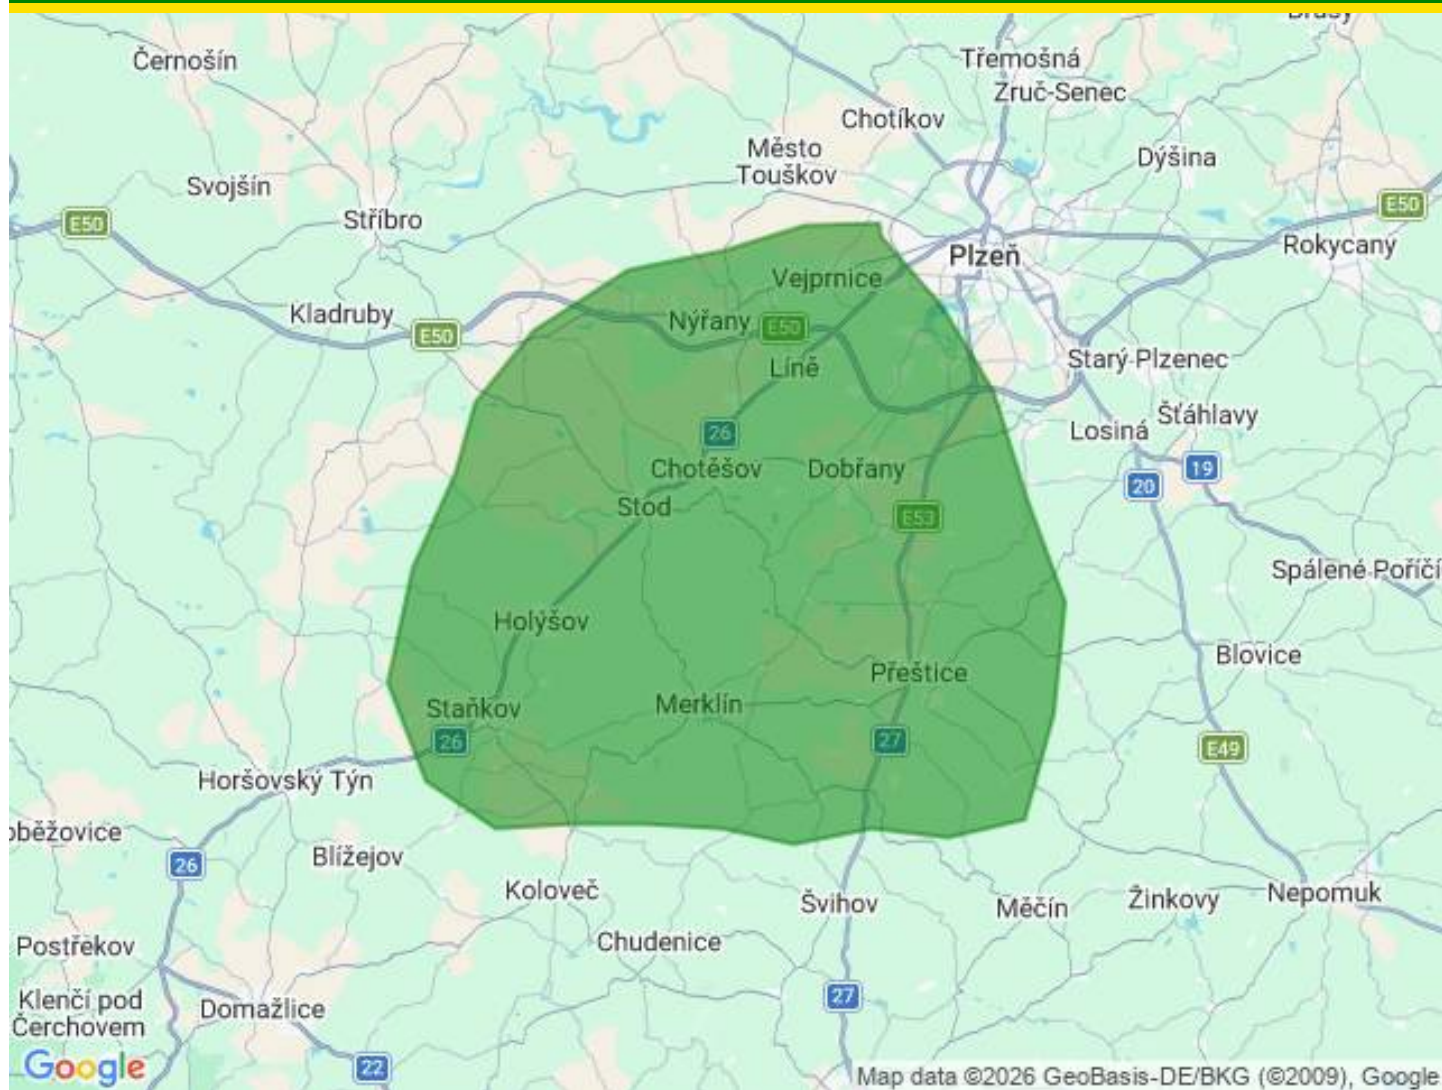 Černošín
Třemošná
Zruč-Senec
Chotíkov
Město
Touškov
Dýšina
Svojšín
Stříbro
E50
E50
Rokycany
Plzeň
Vejprnice
Kladruby
Nýřany
E50
E50
Líně
Starý Plzenec
Šťáhlavy
Losiná
26
Chotěšov
Dobřany
19
20
Stod
E53
Spálené Poříčí
Holýšov
Blovice
Přeštice
Merklín
Staňkov
26
27
E49
Horšovský Týn
oběžovice
Blížejov
26
Koloveč
Švihov
Měčín
Žinkovy
Nepomuk
Postřekov
Chudenice
Klenčí pod
Čerchovem
Domažlice
27
22
Google
Map data ©2026 GeoBasis-DE/BKG (©2009), Google